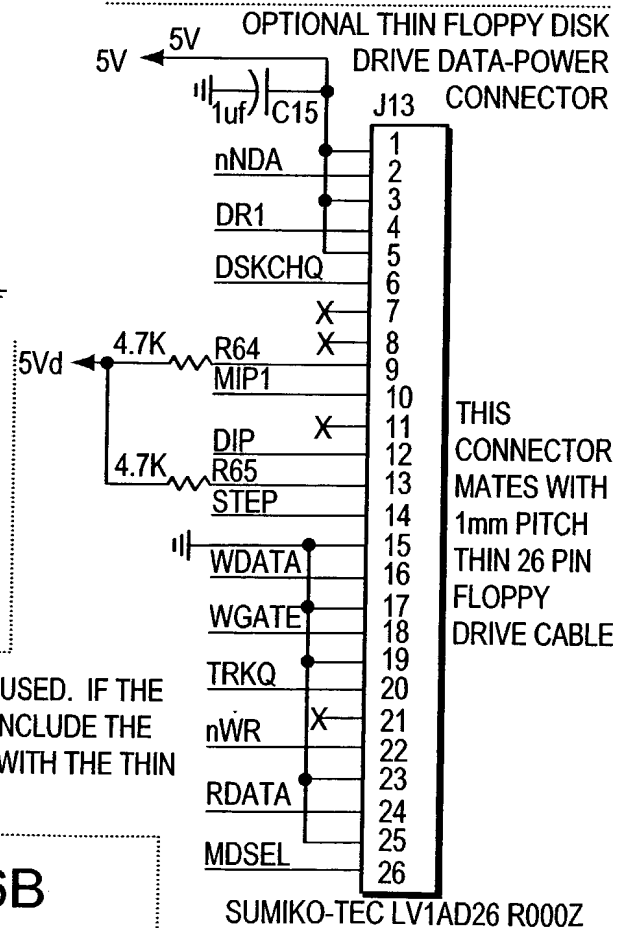 OPTIONAL THIN FLOPPY DISK
DRIVE DATA-POWER
CONNECTOR
5V
5V
1uf
C15
J13
1
nNDA
2
3
DR1
4
5
DSKCHQ
6
X
7
X
8
5Vd
4.7K
R64
9
MIP1
10
X
11
DIP
12
4.7K
R65
13
STEP
14
15
WDATA
16
17
WGATE
18
19
TRKQ
20
X
21
nWR
22
23
RDATA
24
25
MDSEL
26
THIS
CONNECTOR
MATES WITH
1mm PITCH
THIN 26 PIN
FLOPPY
DRIVE CABLE
USED. IF THE
NCLUDE THE
WITH THE THIN
6B
SUMIKO-TEC LV1AD26 R000Z